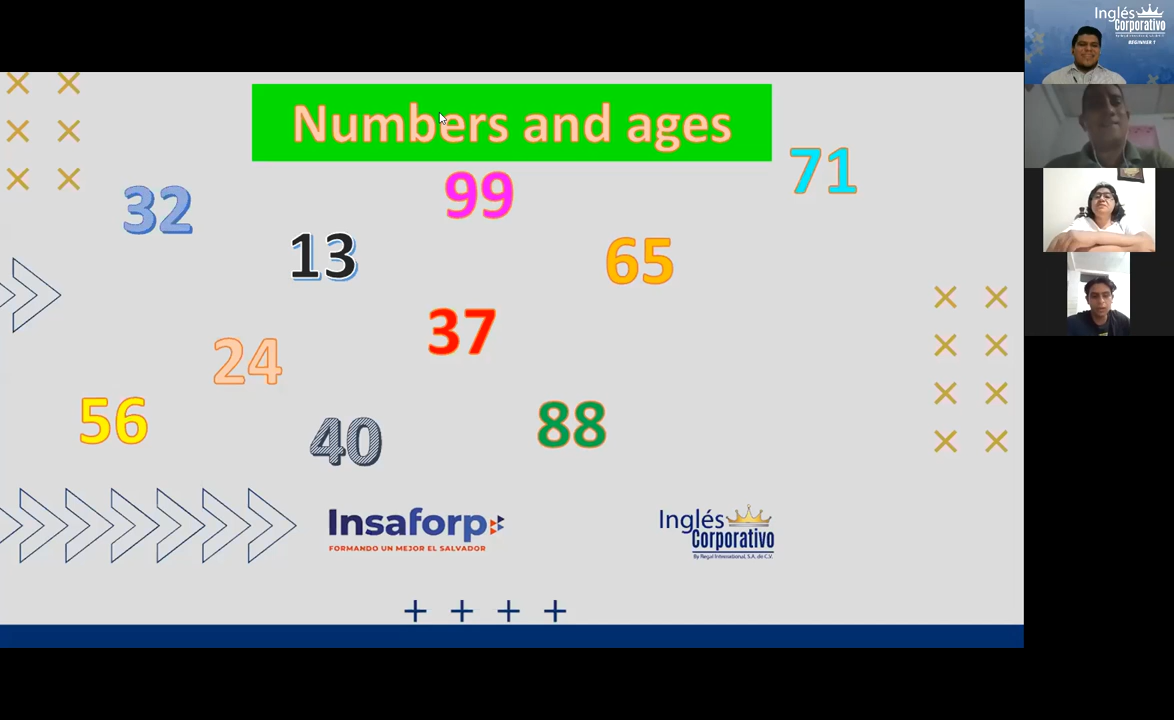 Numbers and ages
71
99
32
13
65
37
24
56
88
40
Insaforp
FORMANDO UN MEJOR EL SALVADOR
Inglés
Corporativo
By Regal International, S.A. de C.V.
Inglés
Corporativo
BEGINNER 1